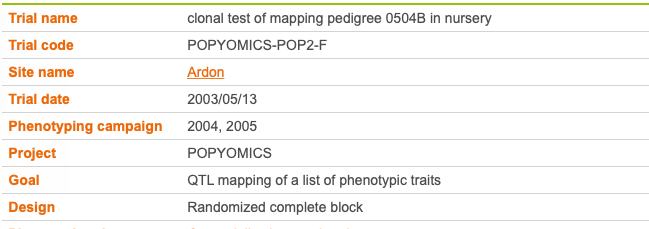 Trial name clonal test of mapping pedigree 0504B in nursery
Trial code POPYOMICS-POP2-F
Site name Ardon
Trial date 2003/05/13
Phenotyping campaign 2004, 2005
Project POPYOMICS
Goal QTL mapping of a list of phenotypic traits
Design Randomized complete block